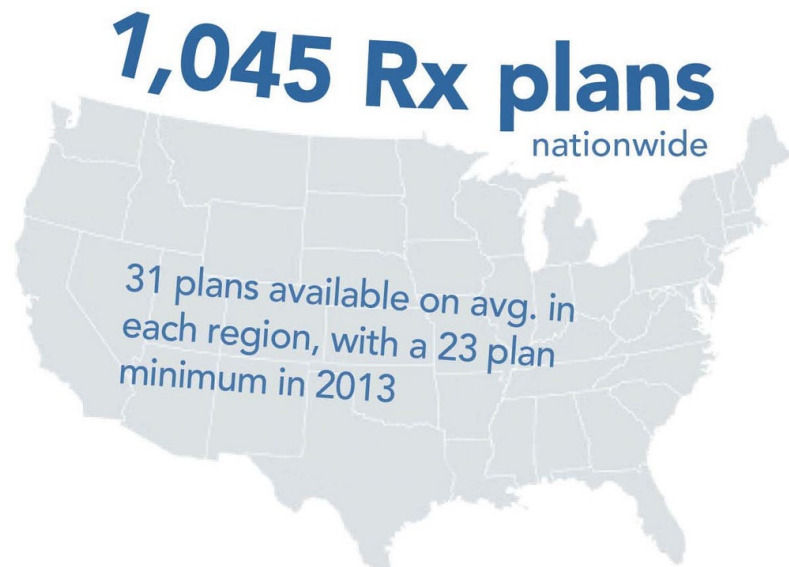 1,045 Rx plans
nationwide
31 plans available on avg. in
each region, with a 23 plan
minimum in 2013